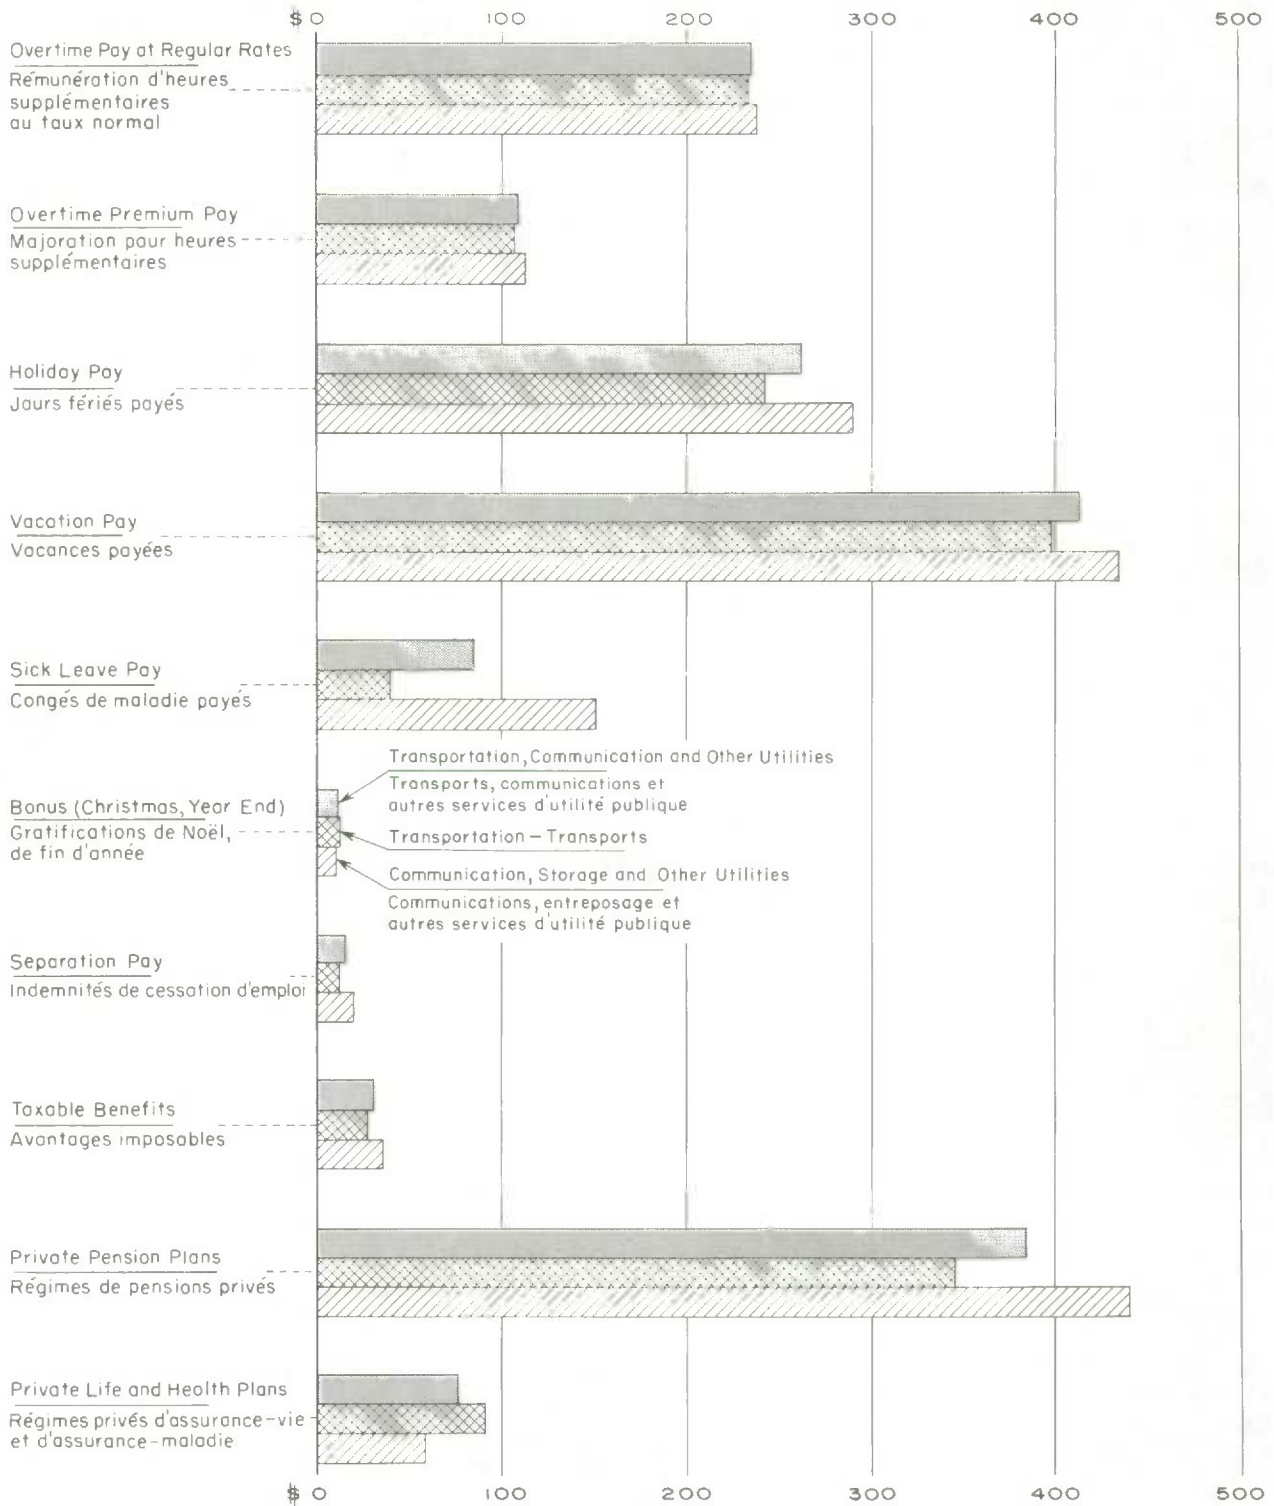 $ 0 100 200 300 400 500
Overtime Pay at Regular Rates
Rémunération d'heures
supplémentaires
au taux normal
Overtime Premium Pay
Majoration pour heures
supplémentaires
Holiday Pay
Jours fériés payés
Vacation Pay
Vacances payées
Sick Leave Pay
Congés de maladie payés
Transportation, Communication and Other Utilities
Transports, communications et
autres services d'utilité publique
Bonus (Christmas, Year End)
Gratifications de Noël,
de fin d'année
Transportation – Transports
Communication, Storage and Other Utilities
Communications, entreposage et
autres services d'utilité publique
Separation Pay
Indemnités de cessation d'emploi
Taxable Benefits
Avantages imposables
Private Pension Plans
Régimes de pensions privés
Private Life and Health Plans
Régimes privés d'assurance-vie
et d'assurance-maladie
$ 0 100 200 300 400 500